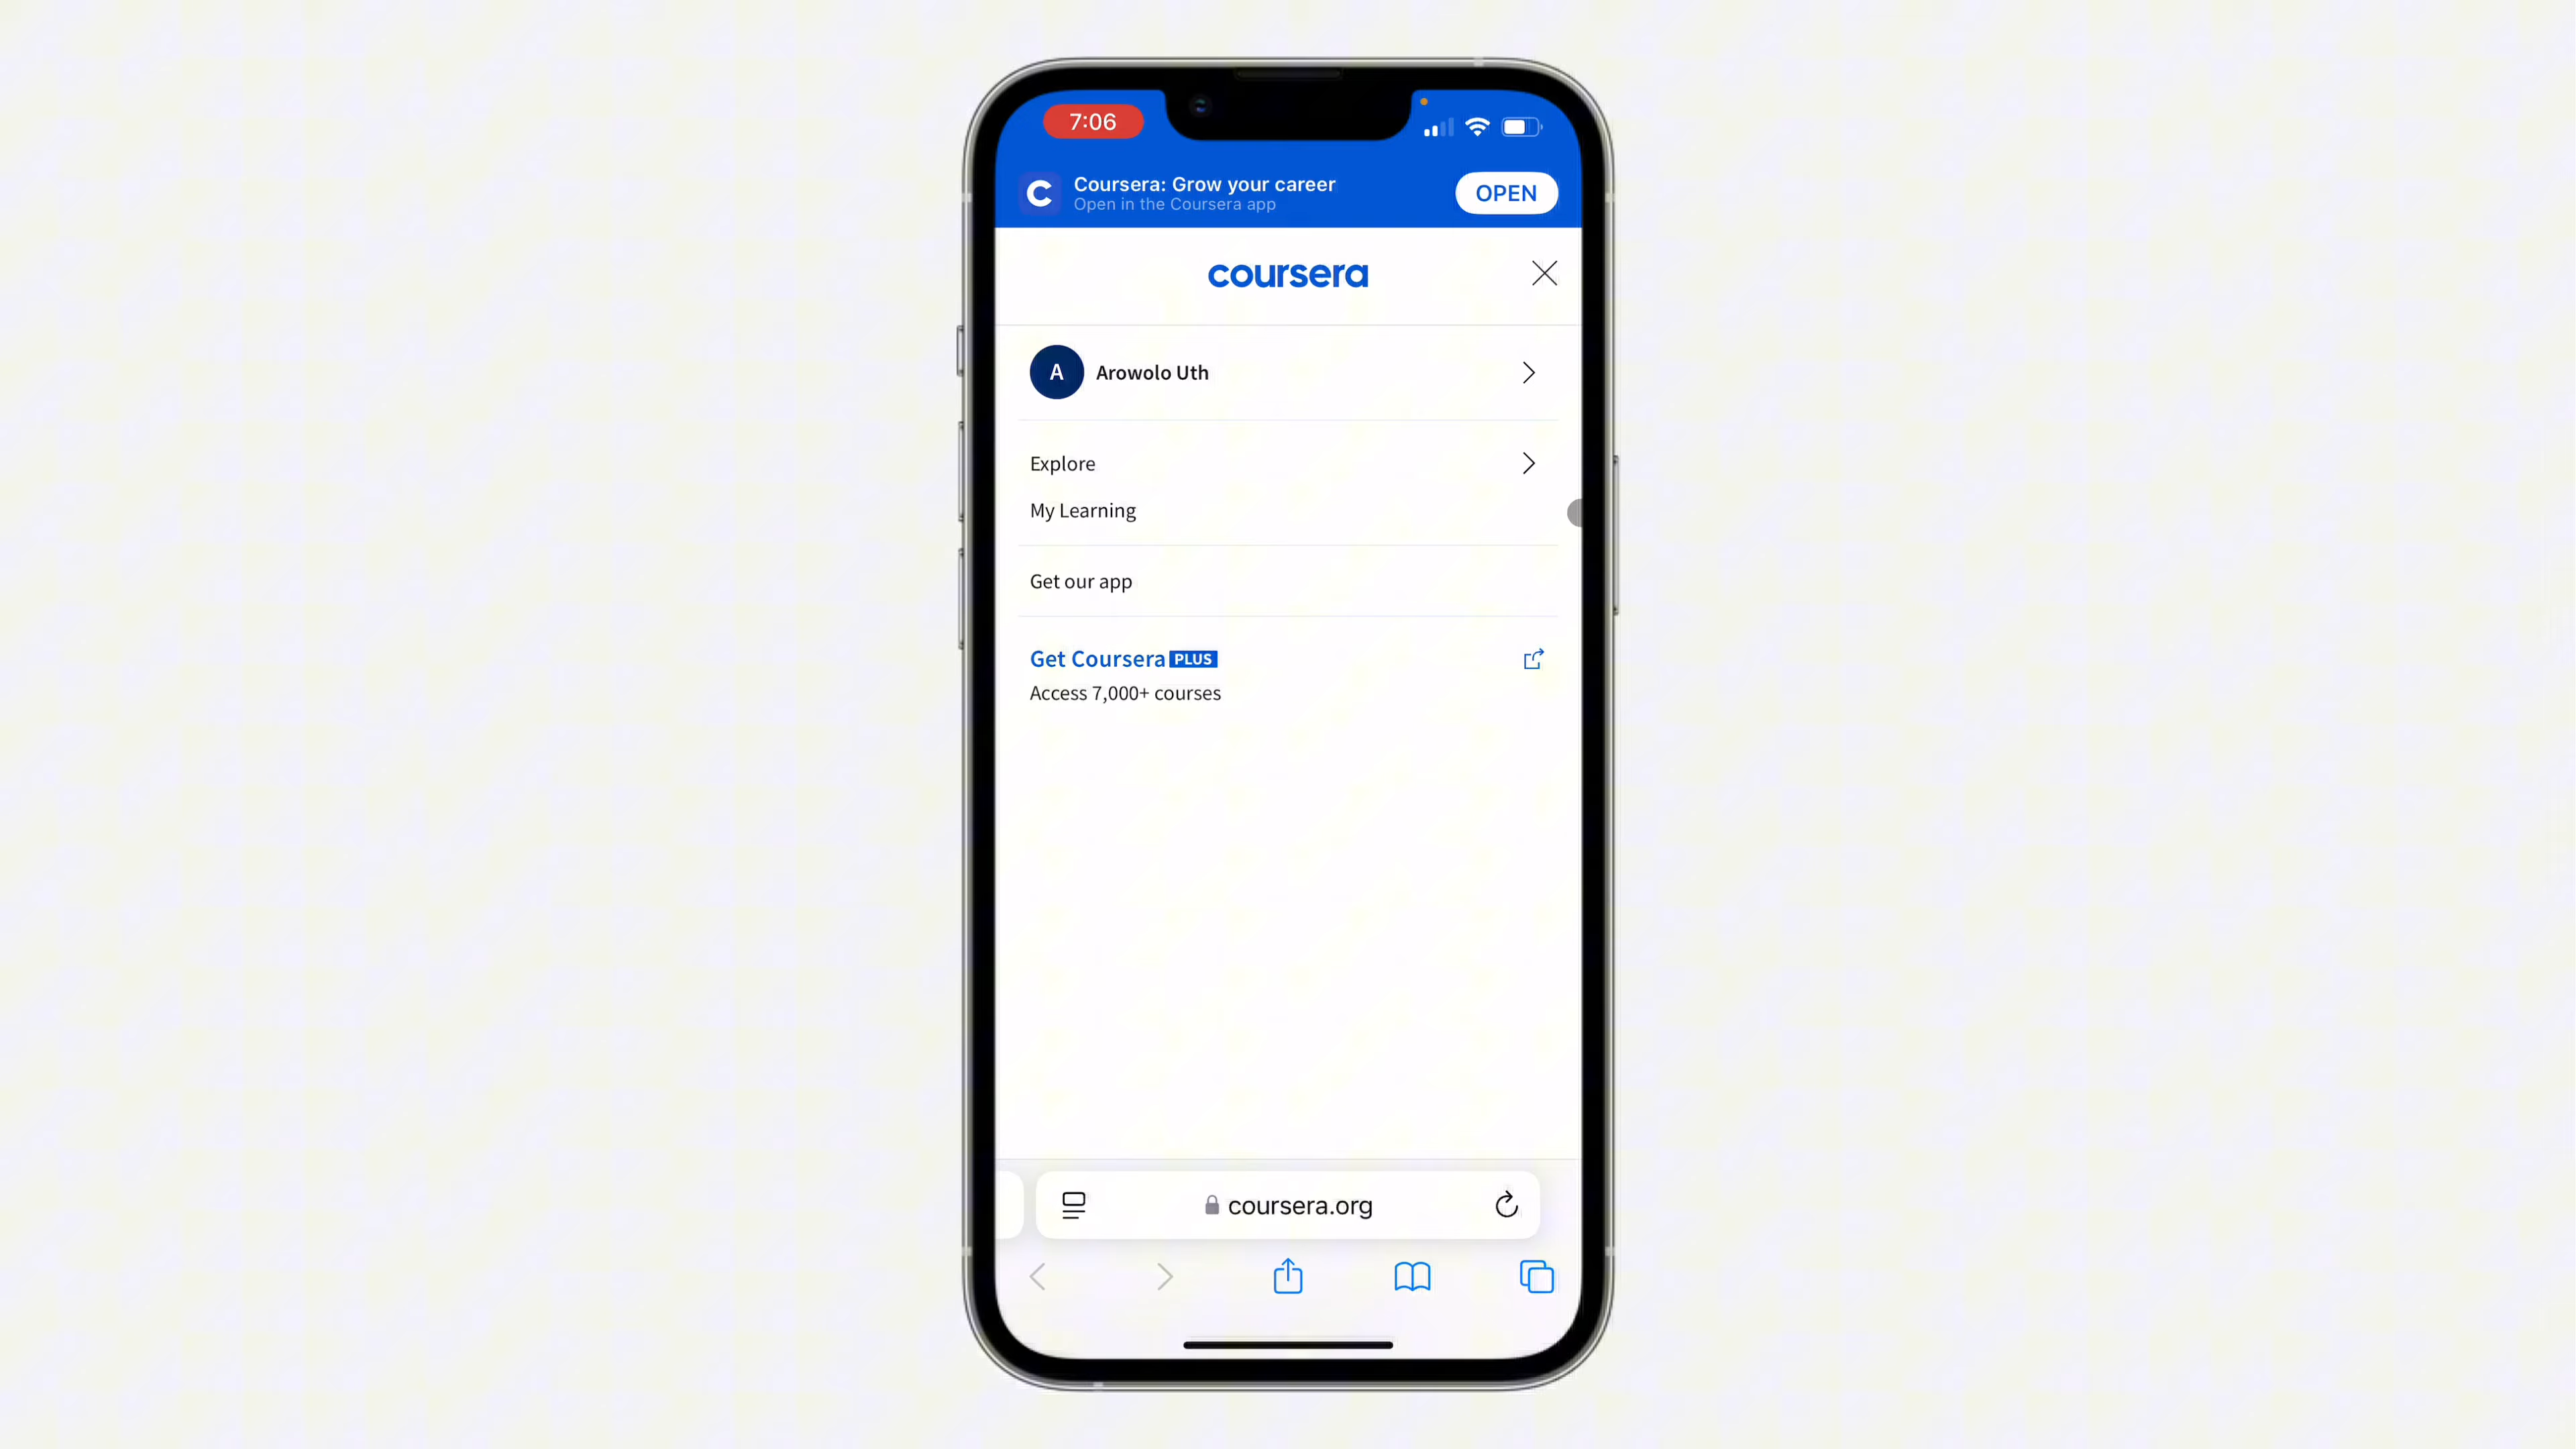 7:06
Coursera: Grow your career
Open in the Coursera app
OPEN
C
coursera
A
Arowolo Uth
Explore
My Learning
Get our app
Get Coursera PLUS
Access 7,000+ courses
coursera.org